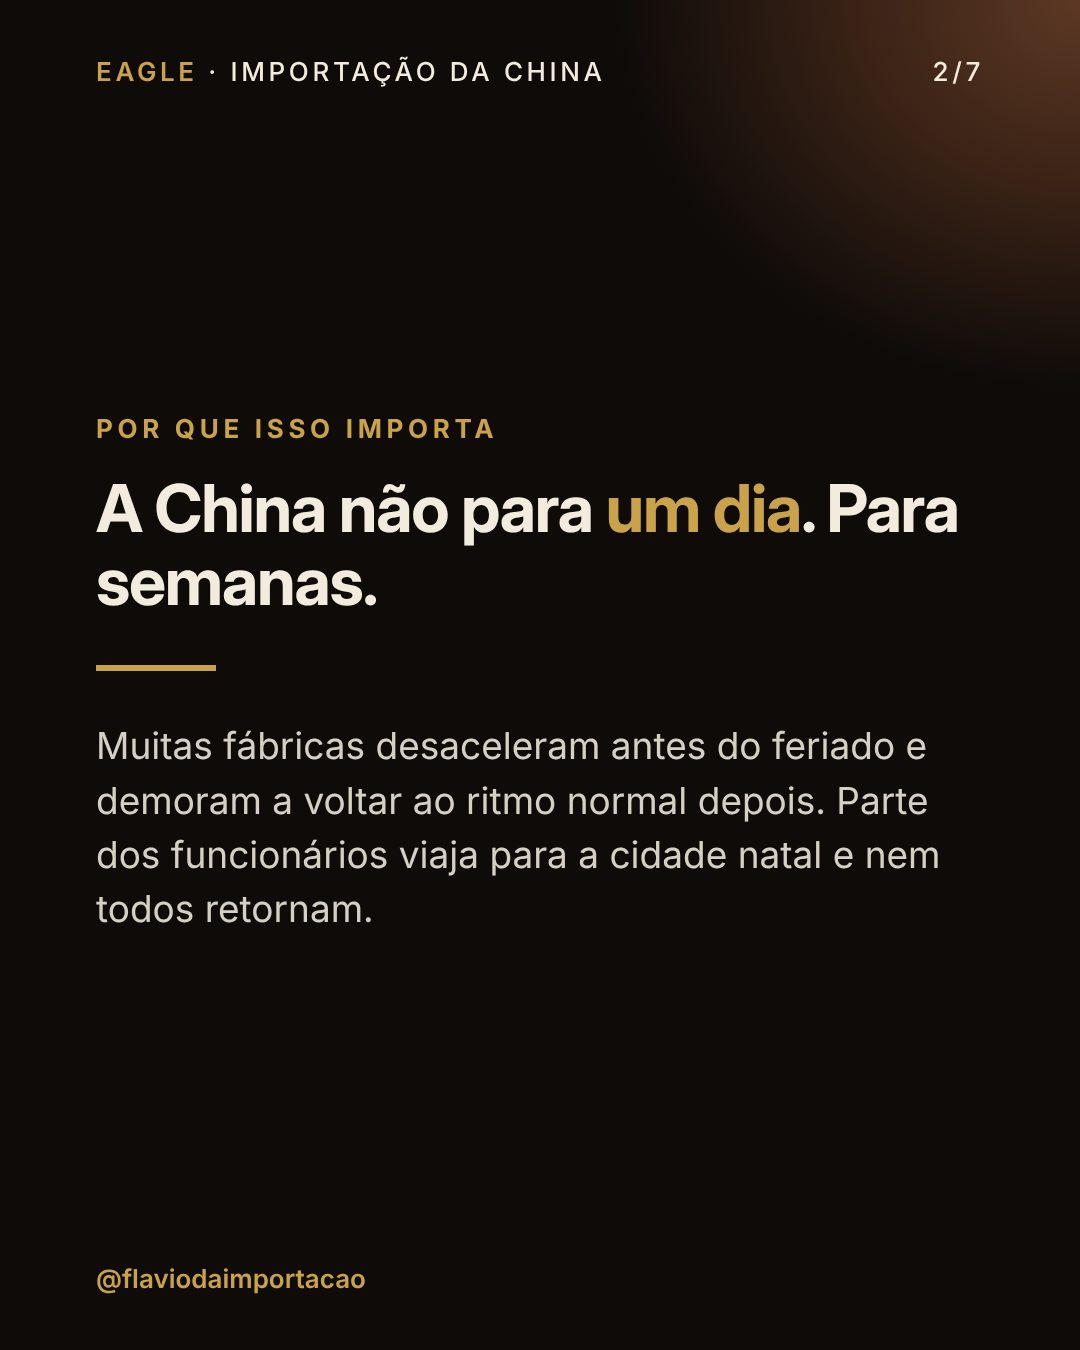 EAGLE · IMPORTAÇÃO DA CHINA
2/7
POR QUE ISSO IMPORTA
A China não para um dia. Para
semanas.
Muitas fábricas desaceleram antes do feriado e
demoram a voltar ao ritmo normal depois. Parte
dos funcionários viaja para a cidade natal e nem
todos retornam.
@flaviodaimportacao